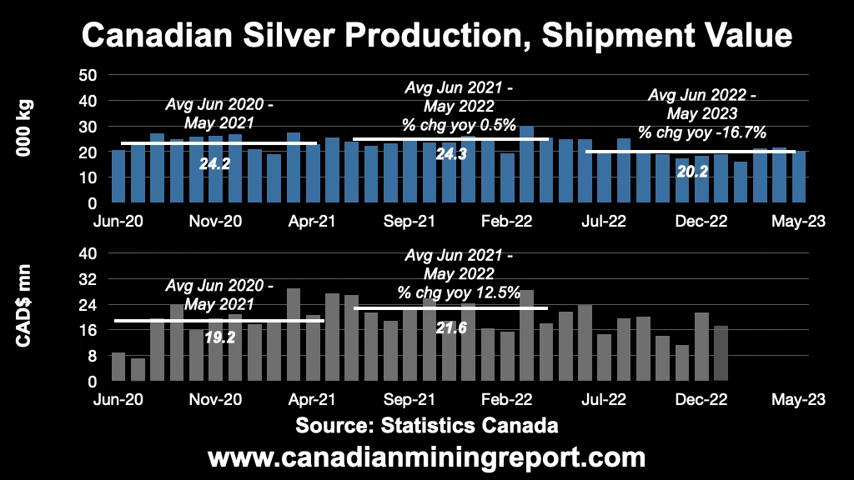 Canadian Silver Production, Shipment Value
000 kg
50
40
30
20
10
0
Avg Jun 2020 -
May 2021
24.2
Avg Jun 2021 -
May 2022
% chg yoy 0.5%
24.3
Avg Jun 2022 -
May 2023
% chg yoy -16.7%
20.2
Jun-20 Nov-20 Apr-21 Sep-21 Feb-22 Jul-22 Dec-22 May-23
CAD$ mn
40
32
24
16
8
0
Avg Jun 2020 -
May 2021
19.2
Avg Jun 2021 -
May 2022
% chg yoy 12.5%
21.6
Jun-20 Nov-20 Apr-21 Sep-21 Feb-22 Jul-22 Dec-22 May-23
Source: Statistics Canada
www.canadianminingreport.com